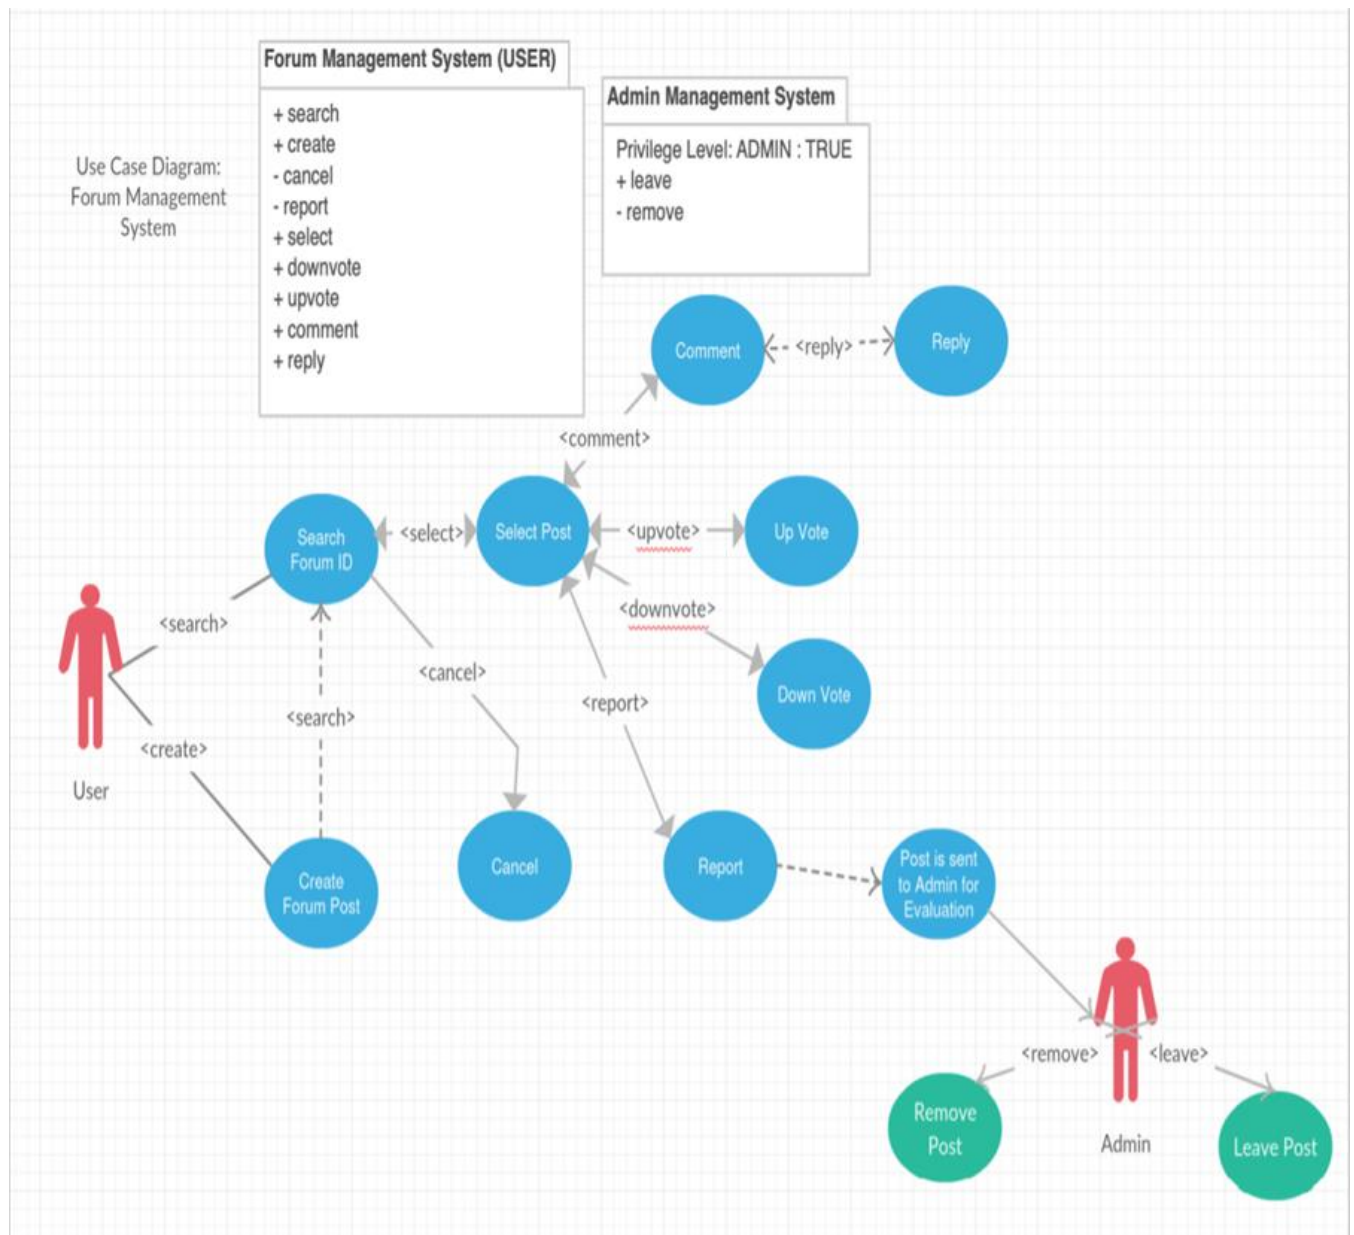 Forum Management System (USER)
+ search
+ create
- cancel
- report
+ select
+ downvote
+ upvote
+ comment
+ reply
Admin Management System
Privilege Level: ADMIN : TRUE
+ leave
- remove
Use Case Diagram:
Forum Management
System
Comment
<reply>
Reply
<comment>
Search
Forum ID
<select>
Select Post
<upvote>
Up Vote
<search>
<downvote>
<cancel>
Down Vote
<report>
<search>
<create>
User
Create
Forum Post
Cancel
Report
Post is sent
to Admin for
Evaluation
<remove>
<leave>
Remove
Post
Admin
Leave Post